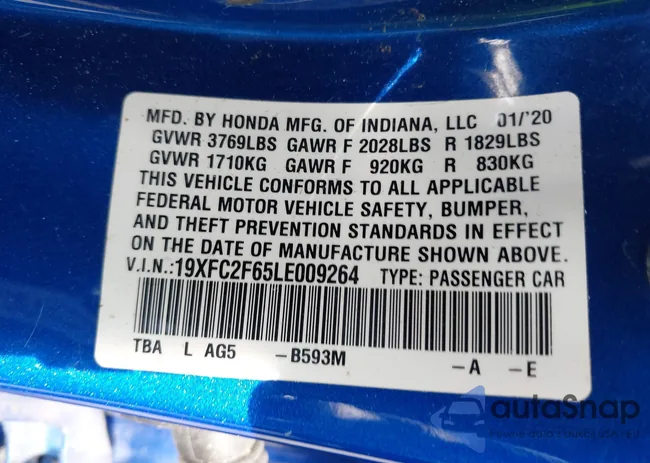 MFD. BY HONDA MFG. OF INDIANA, LLC 01/'20
GVWR 3769LBS GAWR F 2028LBS R 1829LBS
GVWR 1710KG GAWR F 920KG R 830KG
THIS VEHICLE CONFORMS TO ALL APPLICABLE
FEDERAL MOTOR VEHICLE SAFETY, BUMPER,
AND THEFT PREVENTION STANDARDS IN EFFECT
ON THE DATE OF MANUFACTURE SHOWN ABOVE.
V.I.N.:19XFC2F65LE009264 TYPE: PASSENGER CAR
TBA L AG5 -B593M -A -E
autoSnap